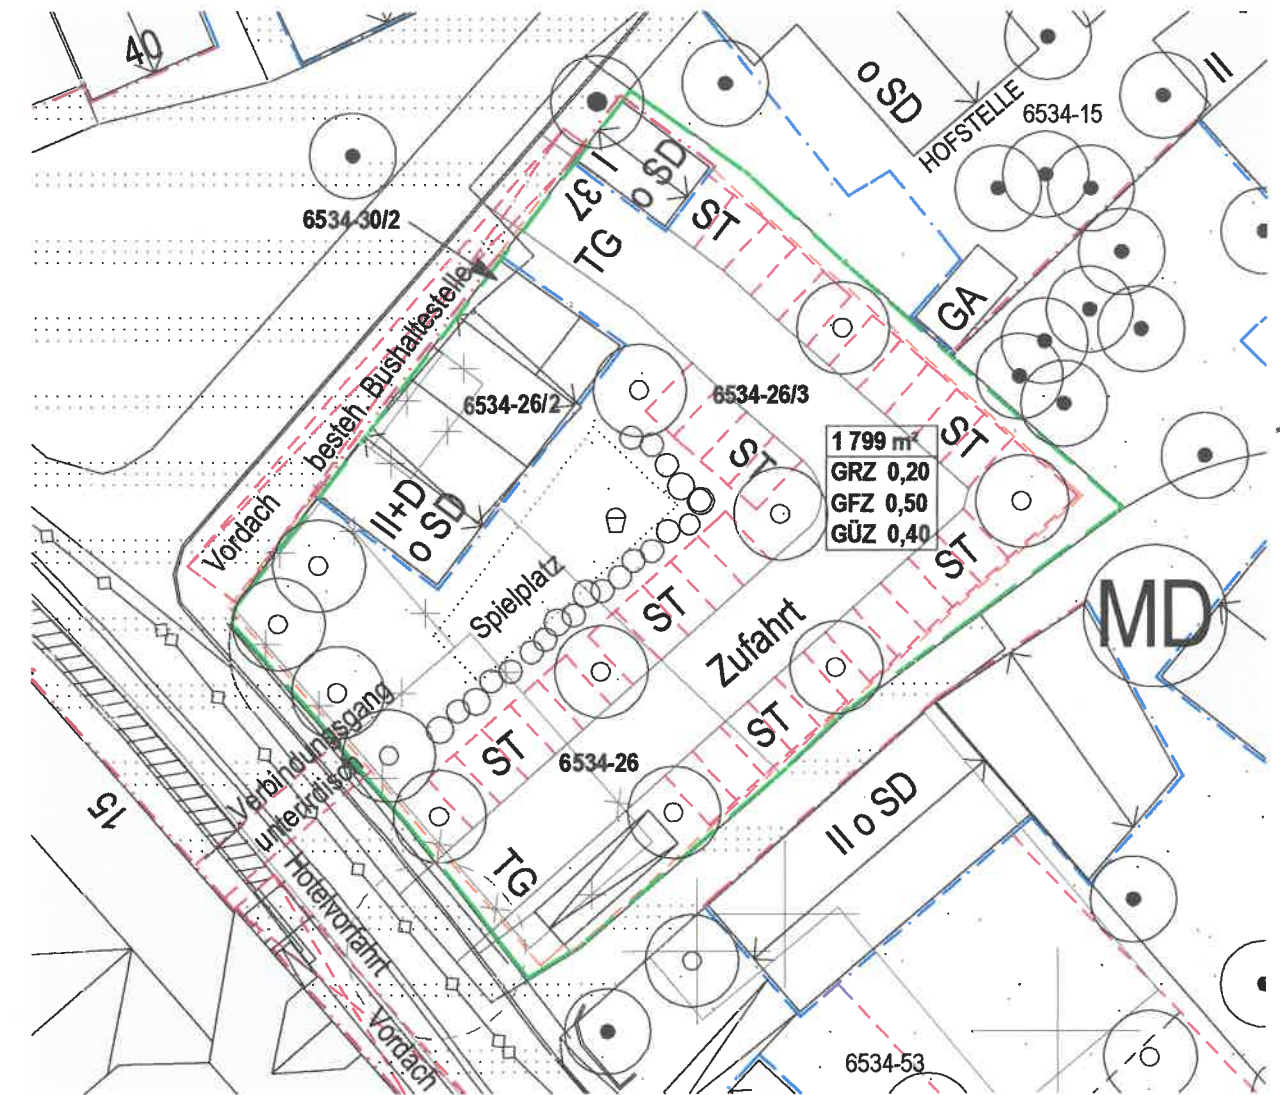 40
o SD
HOFSTELLE
6534-15
II
6534-30/2
I
o SD
37
TG
ST
GA
besteh. Bushaltestelle
Vordach
6534-26/2
6534-26/3
II+D
o SD
ST
ST
1 799 m²
GRZ 0,20
GFZ 0,50
GÜZ 0,40
ST
Spielplatz
ST
Zufahrt
MD
ST
ST
6534-26
Verbindungsgang
unterirdisch
15
Hotelvorfahrt
TG
II o SD
Vordach
6534-53